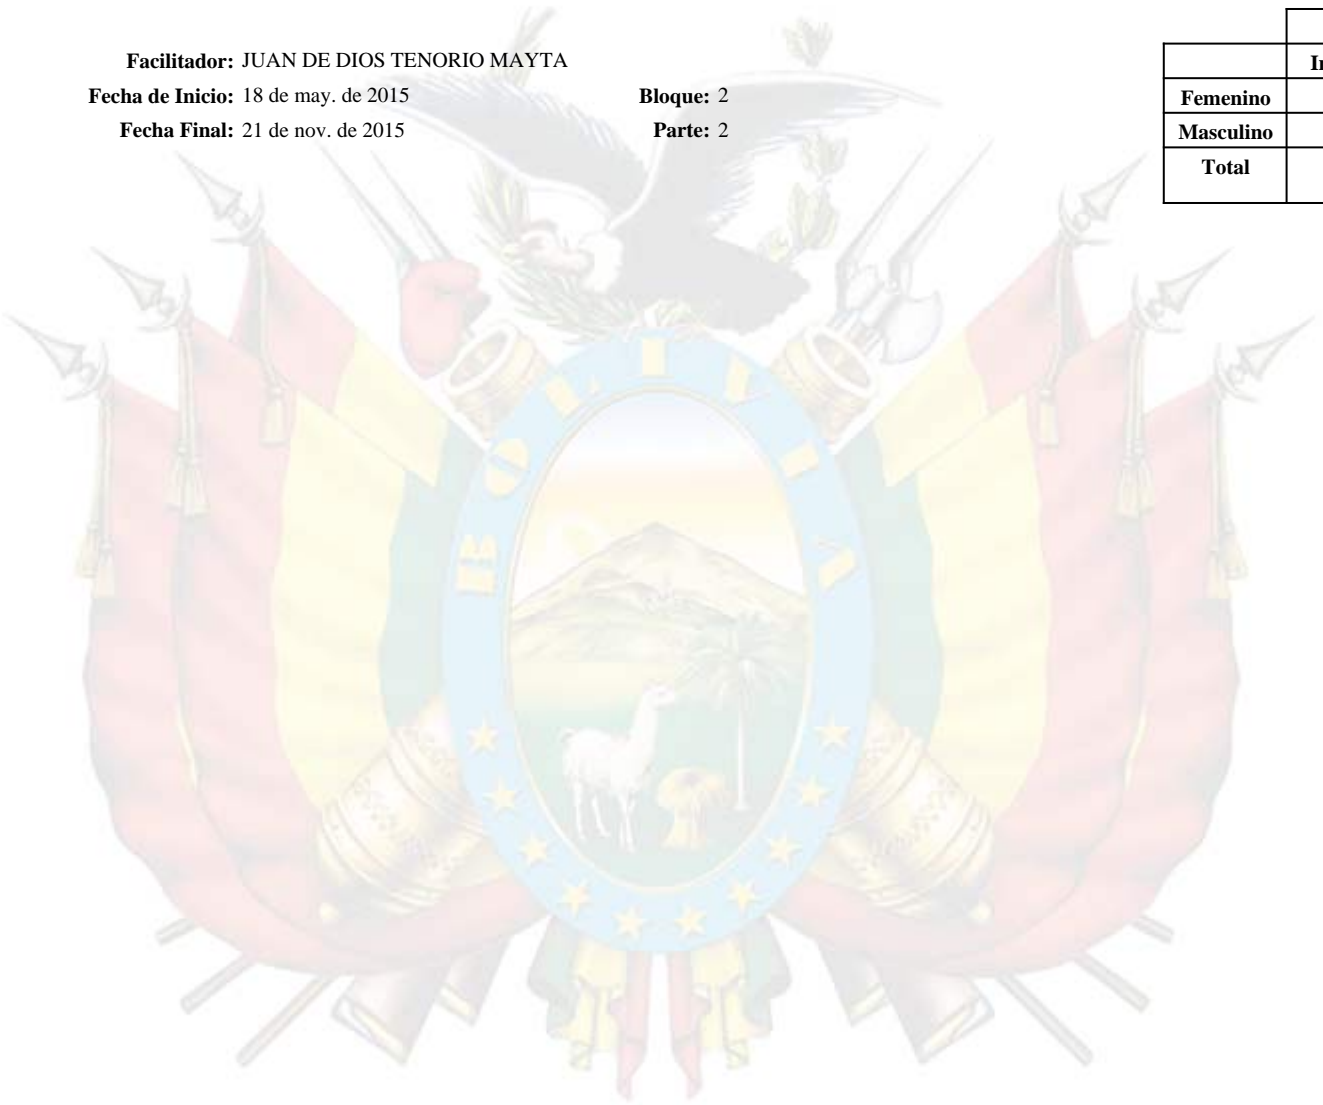 Facilitador: JUAN DE DIOS TENORIO MAYTA
Fecha de Inicio: 18 de may. de 2015 Bloque: 2
Fecha Final: 21 de nov. de 2015 Parte: 2
Femenino
Masculino
Total
BOLIVIA